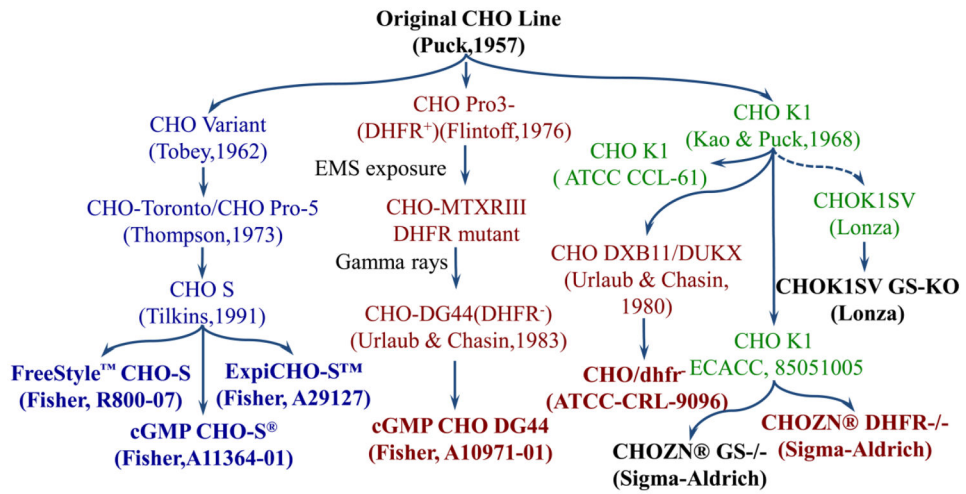 Original CHO Line
(Puck,1957)
CHO Variant
(Tobey,1962)
CHO-Toronto/CHO Pro-5
(Thompson,1973)
CHO S
(Tilkins,1991)
FreeStyle™ CHO-S
(Fisher, R800-07)
ExpiCHO-S™
(Fisher, A29127)
cGMP CHO-S®
(Fisher,A11364-01)
CHO Pro3-
(DHFR⁺)(Flintoff,1976)
EMS exposure
CHO-MTXRIII
DHFR mutant
Gamma rays
CHO-DG44(DHFR⁻)
(Urlaub & Chasin,1983)
cGMP CHO DG44
(Fisher, A10971-01)
CHO K1
(Kao & Puck,1968)
CHO K1
( ATCC CCL-61)
CHO DXB11/DUKX
(Urlaub & Chasin,
1980)
CHO/dhfr⁻
(ATCC-CRL-9096)
CHOK1SV
(Lonza)
CHOK1SV GS-KO
(Lonza)
CHO K1
ECACC, 85051005
CHOZN® GS-/-
(Sigma-Aldrich)
CHOZN® DHFR-/-
(Sigma-Aldrich)